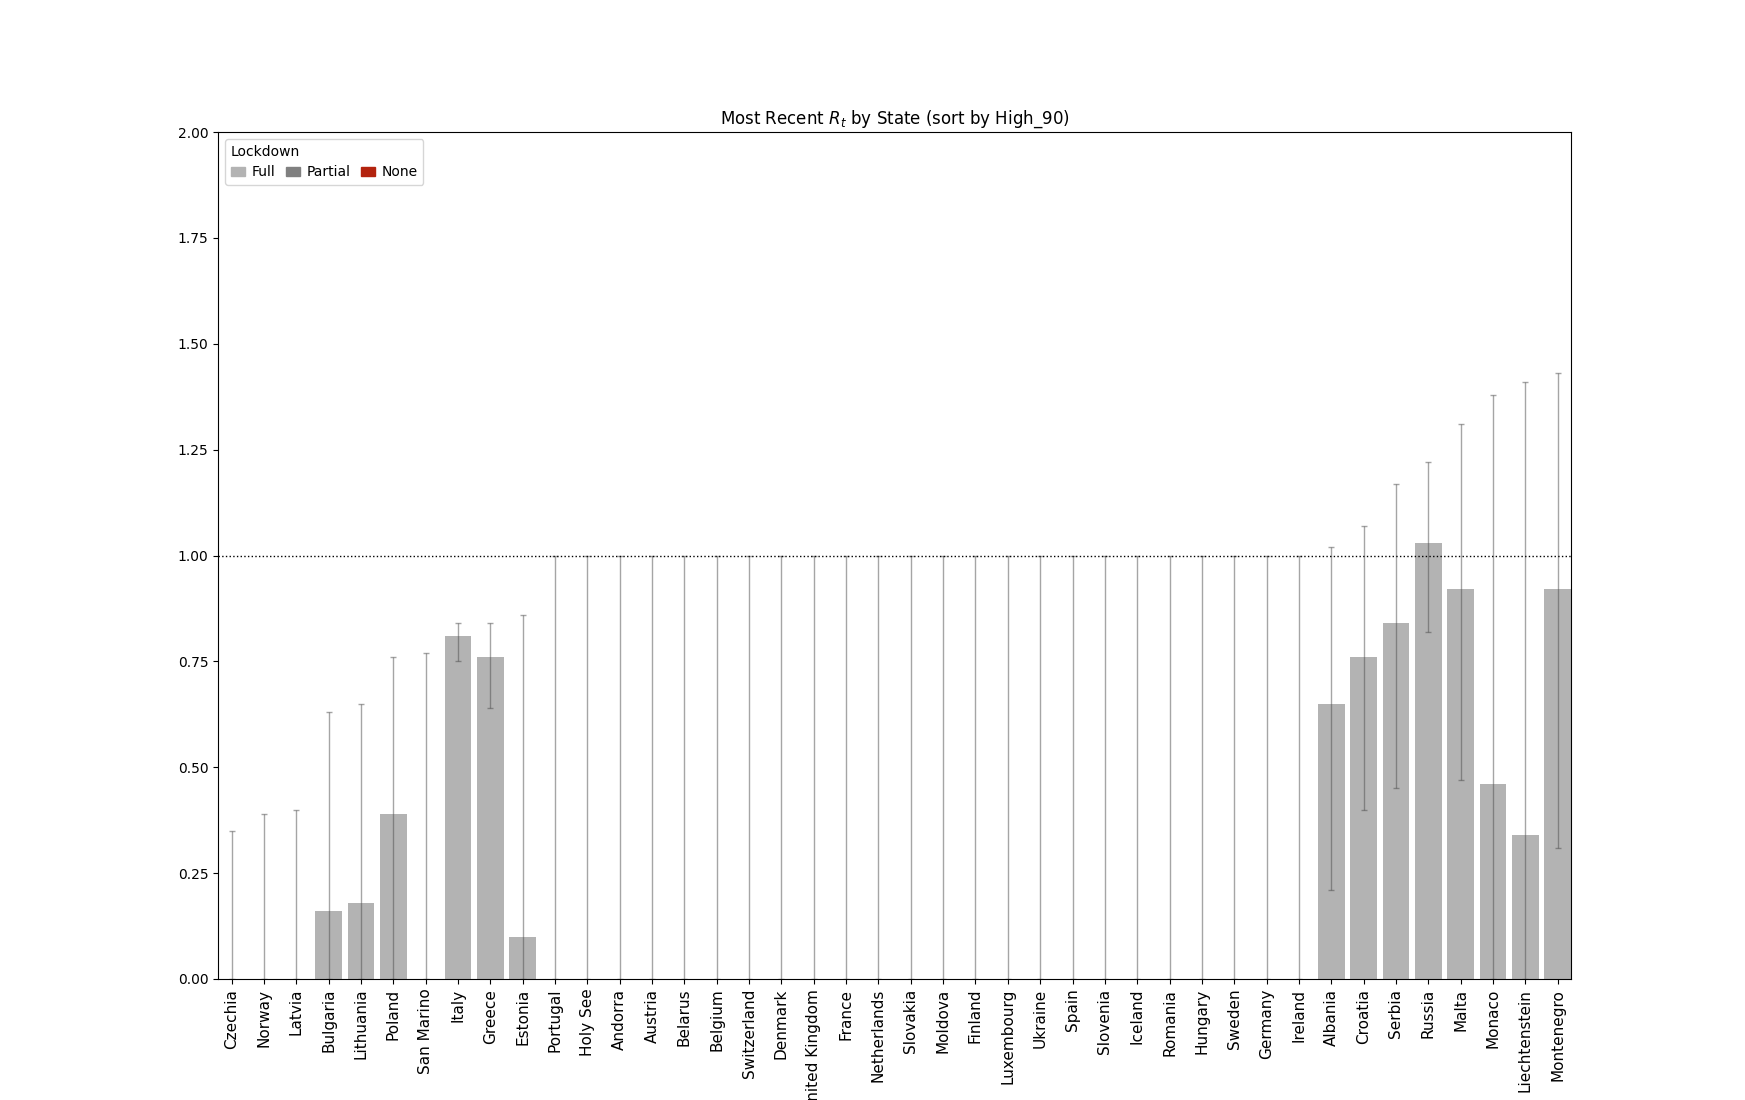 Most Recent Rt by State (sort by High_90)
2.00
Lockdown
Full Partial None
1.75
1.50
1.25
1.00
0.75
0.50
0.25
0.00
Czechia
Norway
Latvia
Bulgaria
Lithuania
Poland
San Marino
Italy
Greece
Estonia
Portugal
Holy See
Andorra
Austria
Belarus
Belgium
Switzerland
Denmark
nited Kingdom
France
Netherlands
Slovakia
Moldova
Finland
Luxembourg
Ukraine
Spain
Slovenia
Iceland
Romania
Hungary
Sweden
Germany
Ireland
Albania
Croatia
Serbia
Russia
Malta
Monaco
Liechtenstein
Montenegro